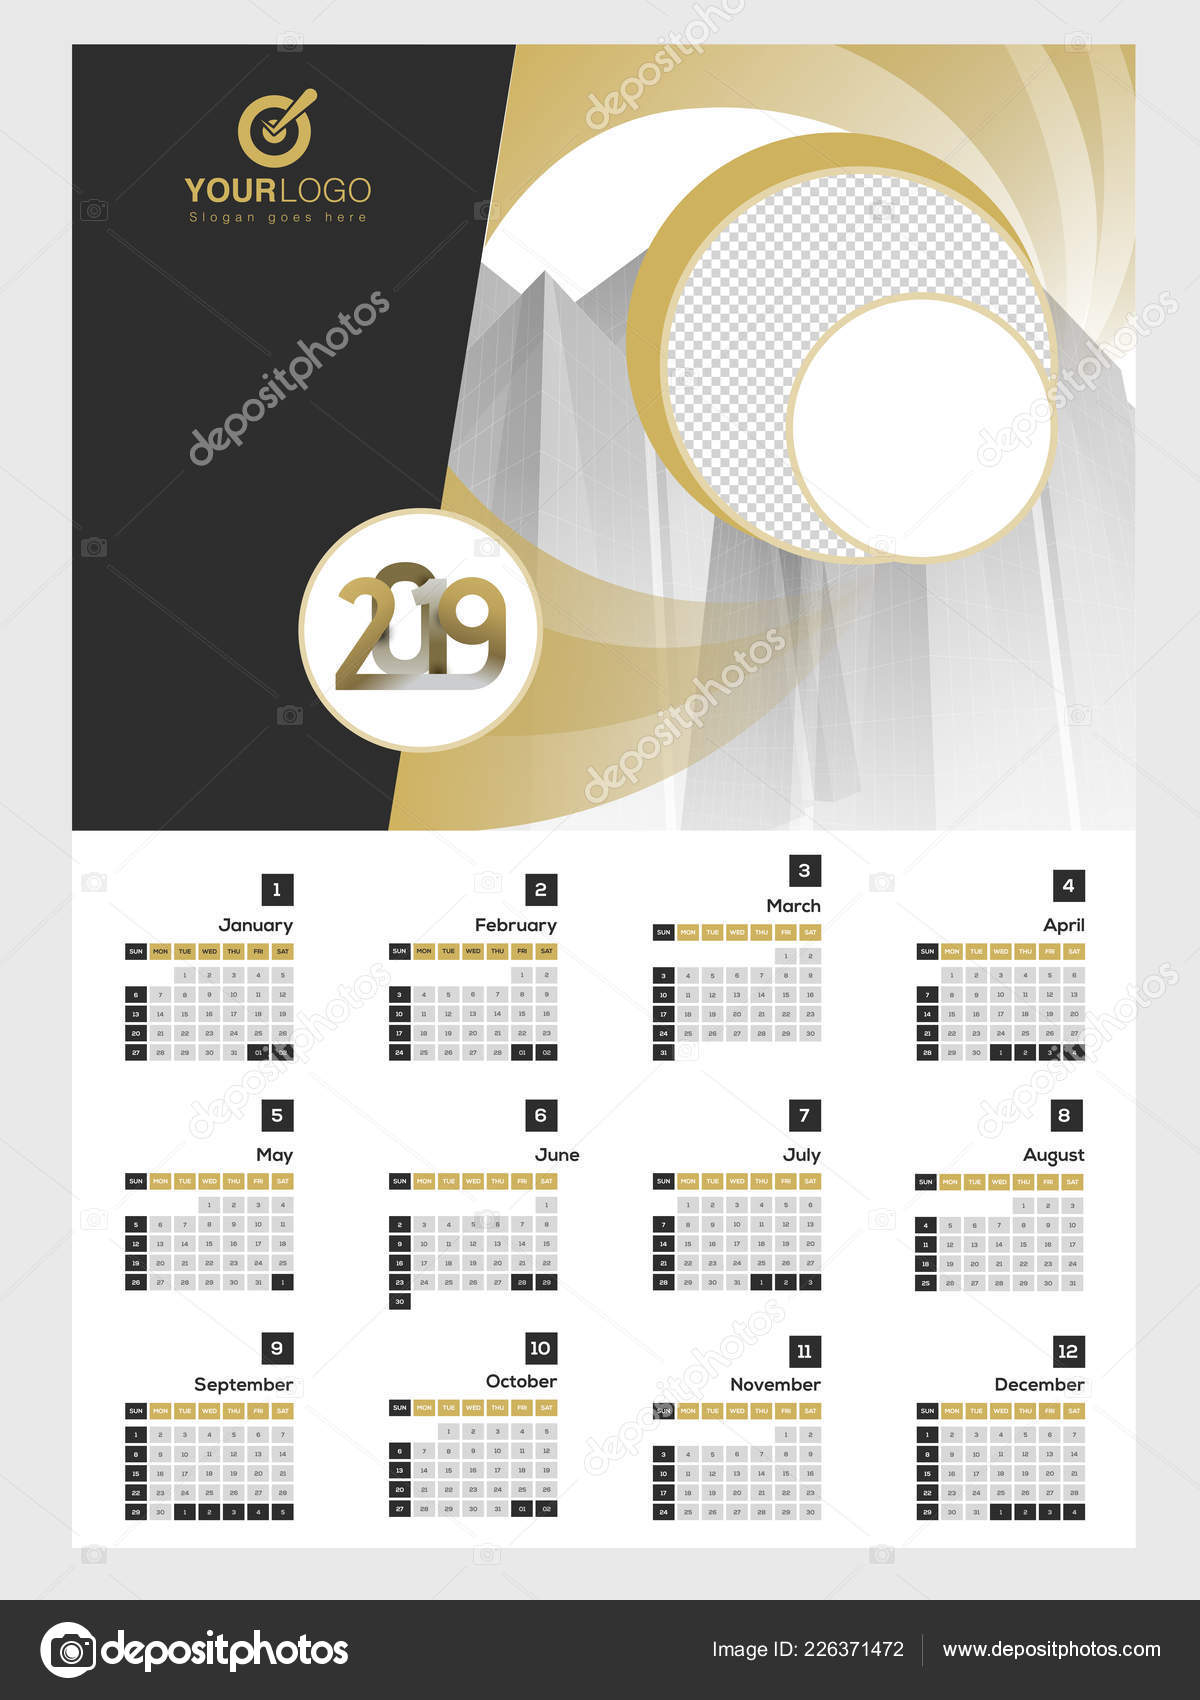 YOURLOGO
Slogan goes here
2019
1
January
SUN MON TUE WED THU FRI SAT
1 2 3 4 5
6 7 8 9 10 11 12
13 14 15 16 17 18 19
20 21 22 23 24 25 26
27 28 29 30 31 01 02
2
February
SUN MON TUE WED THU FRI SAT
1 2
3 4 5 6 7 8 9
10 11 12 13 14 15 16
17 18 19 20 21 22 23
24 25 26 27 28 01 02
3
March
SUN MON TUE WED THU FRI SAT
1 2
3 4 5 6 7 8 9
10 11 12 13 14 15 16
17 18 19 20 21 22 23
24 25 26 27 28 29 30
31
4
April
SUN MON TUE WED THU FRI SAT
1 2 3 4 5 6
7 8 9 10 11 12 13
14 15 16 17 18 19 20
21 22 23 24 25 26 27
28 29 30 1 2 3 4
5
May
SUN MON TUE WED THU FRI SAT
1 2 3 4
5 6 7 8 9 10 11
12 13 14 15 16 17 18
19 20 21 22 23 24 25
26 27 28 29 30 31 1
6
June
SUN MON TUE WED THU FRI SAT
1
2 3 4 5 6 7 8
9 10 11 12 13 14 15
16 17 18 19 20 21 22
23 24 25 26 27 28 29
30
7
July
SUN MON TUE WED THU FRI SAT
1 2 3 4 5 6
7 8 9 10 11 12 13
14 15 16 17 18 19 20
21 22 23 24 25 26 27
28 29 30 31 1 2 3
8
August
SUN MON TUE WED THU FRI SAT
1 2 3
4 5 6 7 8 9 10
11 12 13 14 15 16 17
18 19 20 21 22 23 24
25 26 27 28 29 30 31
9
September
SUN MON TUE WED THU FRI SAT
1 2 3 4 5 6 7
8 9 10 11 12 13 14
15 16 17 18 19 20 21
22 23 24 25 26 27 28
29 30 1 2 3 4 5
10
October
SUN MON TUE WED THU FRI SAT
1 2 3 4 5
6 7 8 9 10 11 12
13 14 15 16 17 18 19
20 21 22 23 24 25 26
27 28 29 30 31 01 02
11
November
SUN MON TUE WED THU FRI SAT
1 2
3 4 5 6 7 8 9
10 11 12 13 14 15 16
17 18 19 20 21 22 23
24 25 26 27 28 29 30
12
December
SUN MON TUE WED THU FRI SAT
1 2 3 4 5 6 7
8 9 10 11 12 13 14
15 16 17 18 19 20 21
22 23 24 25 26 27 28
29 30 31 1 2 3 4
depositphotos
depositphotos
depositphotos
depositphotos
depositphotos
depositphotos
depositphotos
depositphotos
Image ID: 226371472
www.depositphotos.com